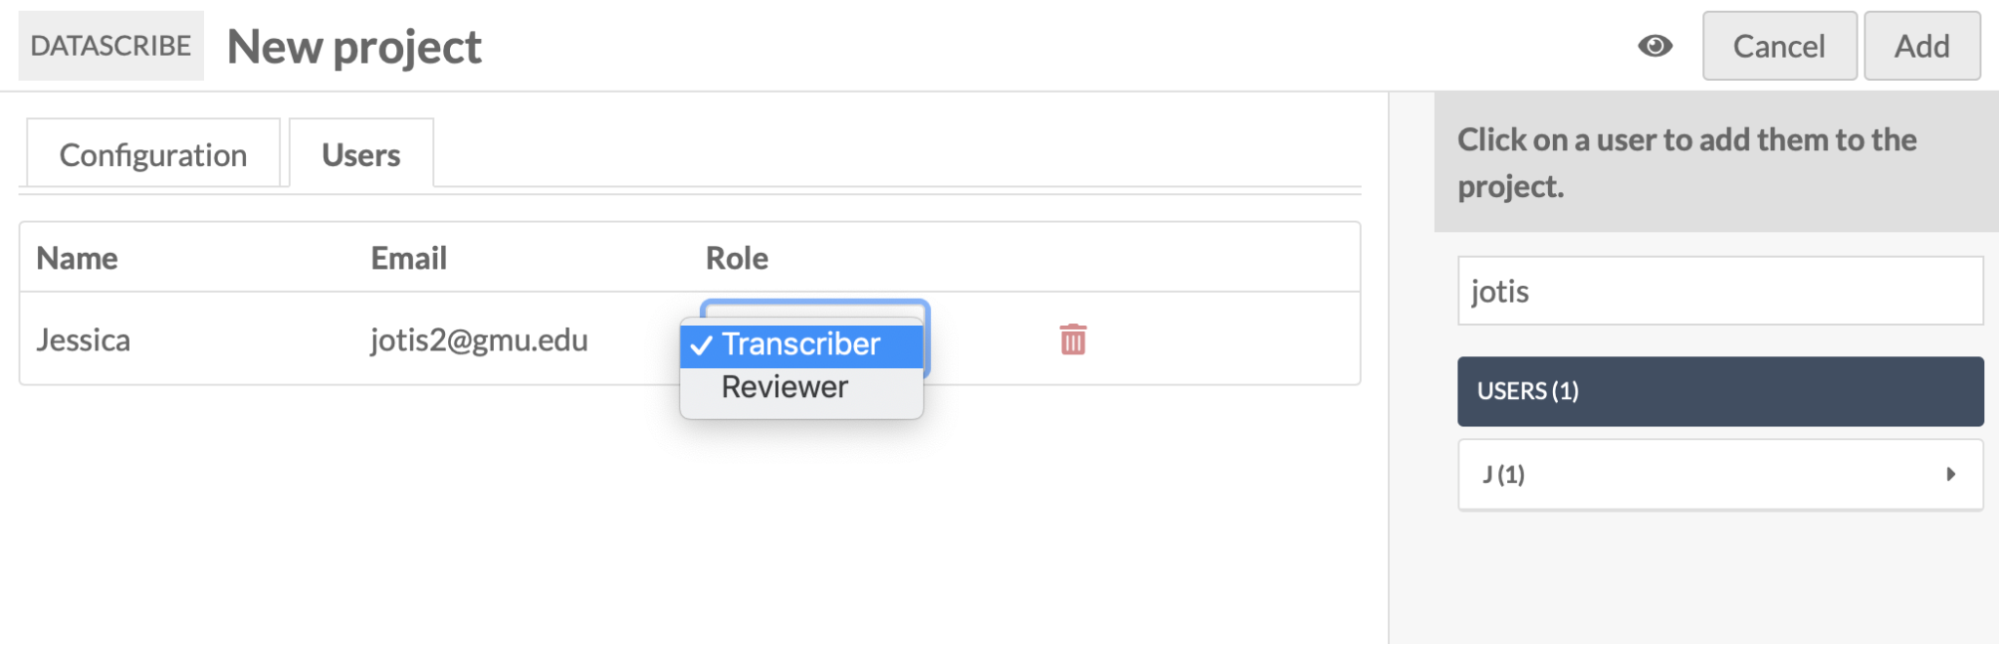 DATASCRIBE New project Cancel Add
Configuration Users
Name Email Role
Jessica jotis2@gmu.edu
✓ Transcriber
Reviewer
Click on a user to add them to the
project.
jotis
USERS (1)
J (1)